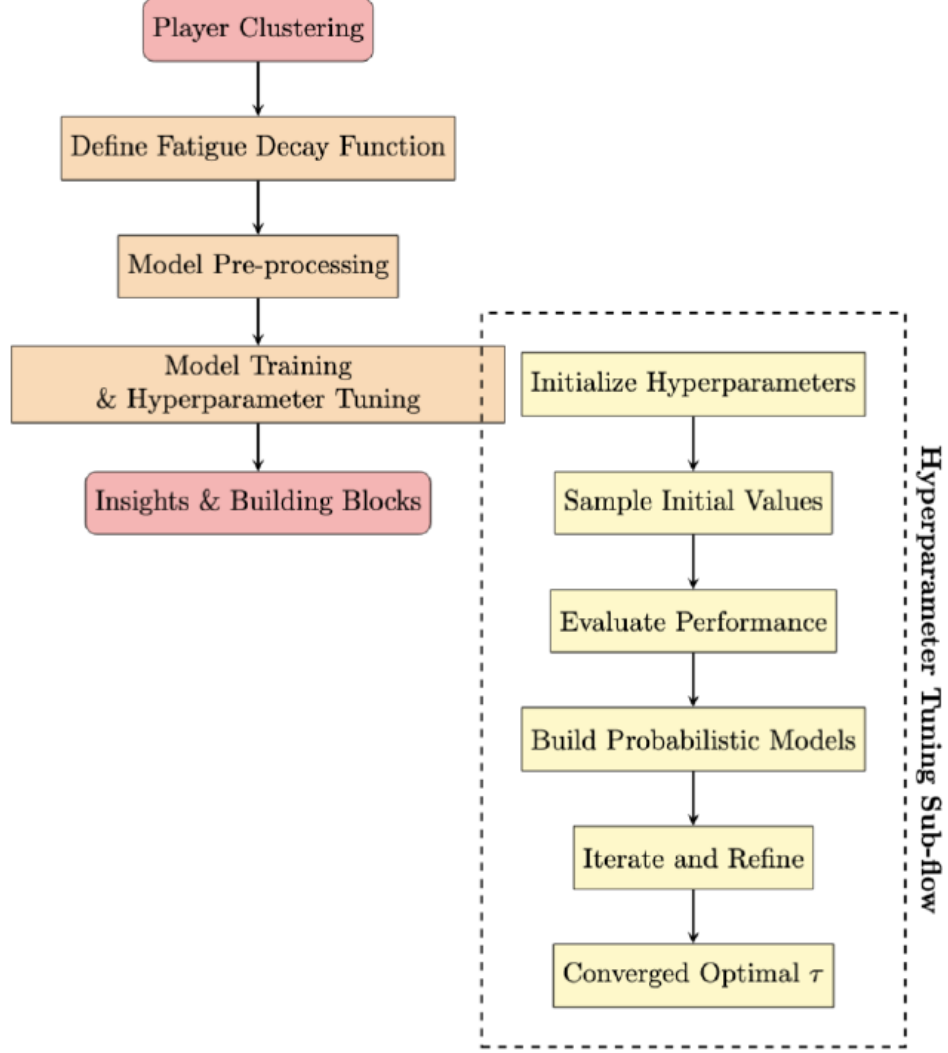 Player Clustering
Define Fatigue Decay Function
Model Pre-processing
Model Training
& Hyperparameter Tuning
Insights & Building Blocks
Initialize Hyperparameters
Sample Initial Values
Evaluate Performance
Build Probabilistic Models
Iterate and Refine
Converged Optimal τ
Hyperparameter Tuning Sub-flow